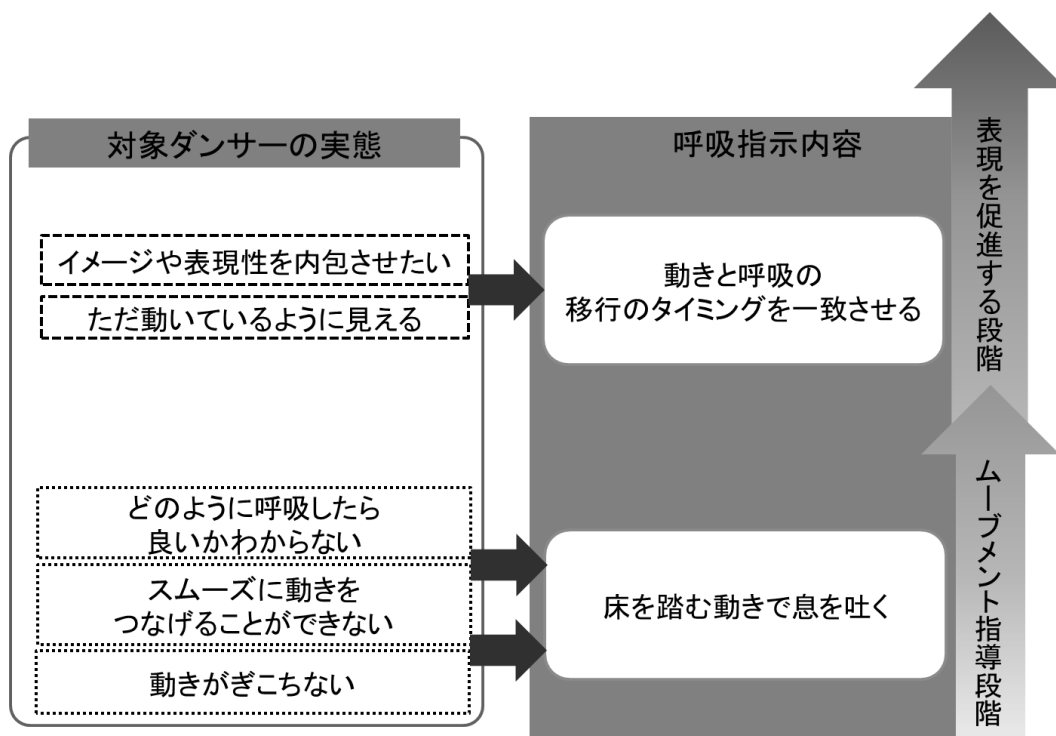 対象ダンサーの実態
イメージや表現性を内包させたい
ただ動いているように見える
どのように呼吸したら
良いかわからない
スムーズに動きを
つなげることができない
動きがぎこちない
呼吸指示内容
動きと呼吸の
移行のタイミングを一致させる
床を踏む動きで息を吐く
表現を促進する段階
ムーブメント指導段階